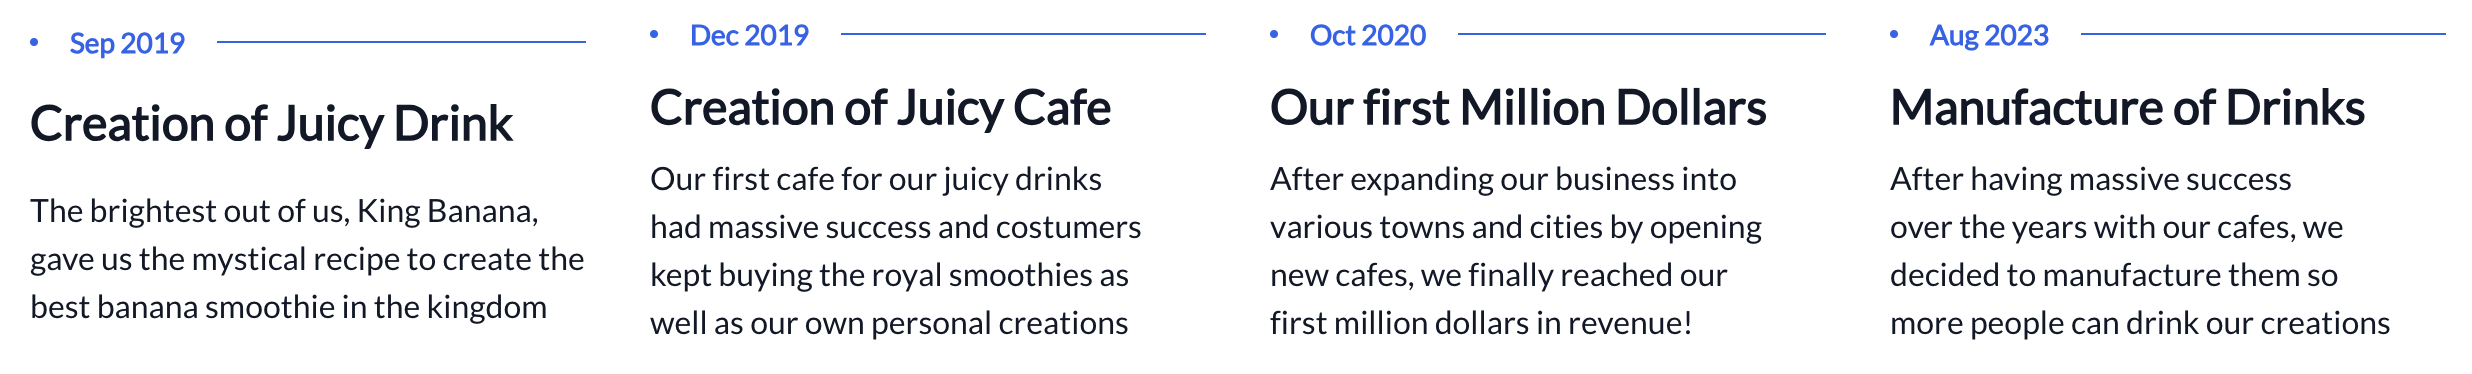 Sep 2019
Creation of Juicy Drink
The brightest out of us, King Banana,
gave us the mystical recipe to create the
best banana smoothie in the kingdom
Dec 2019
Creation of Juicy Cafe
Our first cafe for our juicy drinks
had massive success and costumers
kept buying the royal smoothies as
well as our own personal creations
Oct 2020
Our first Million Dollars
After expanding our business into
various towns and cities by opening
new cafes, we finally reached our
first million dollars in revenue!
Aug 2023
Manufacture of Drinks
After having massive success
over the years with our cafes, we
decided to manufacture them so
more people can drink our creations